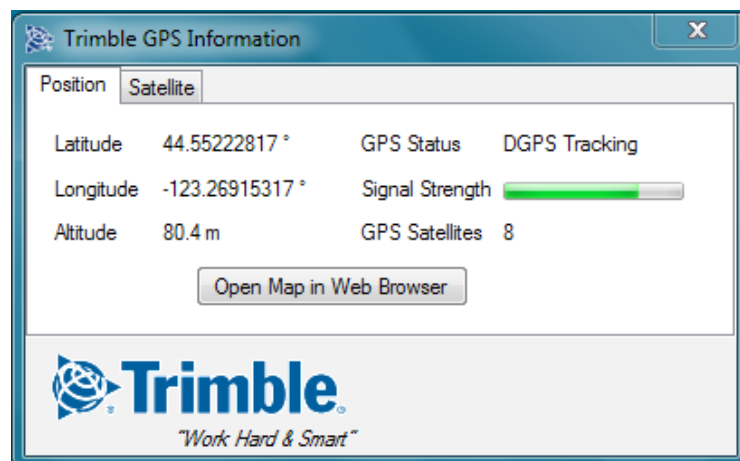 Trimble GPS Information
X
Position Satellite
Latitude 44.55222817 ° GPS Status DGPS Tracking
Longitude -123.26915317 ° Signal Strength
Altitude 80.4 m GPS Satellites 8
Open Map in Web Browser
Trimble.
"Work Hard & Smart"